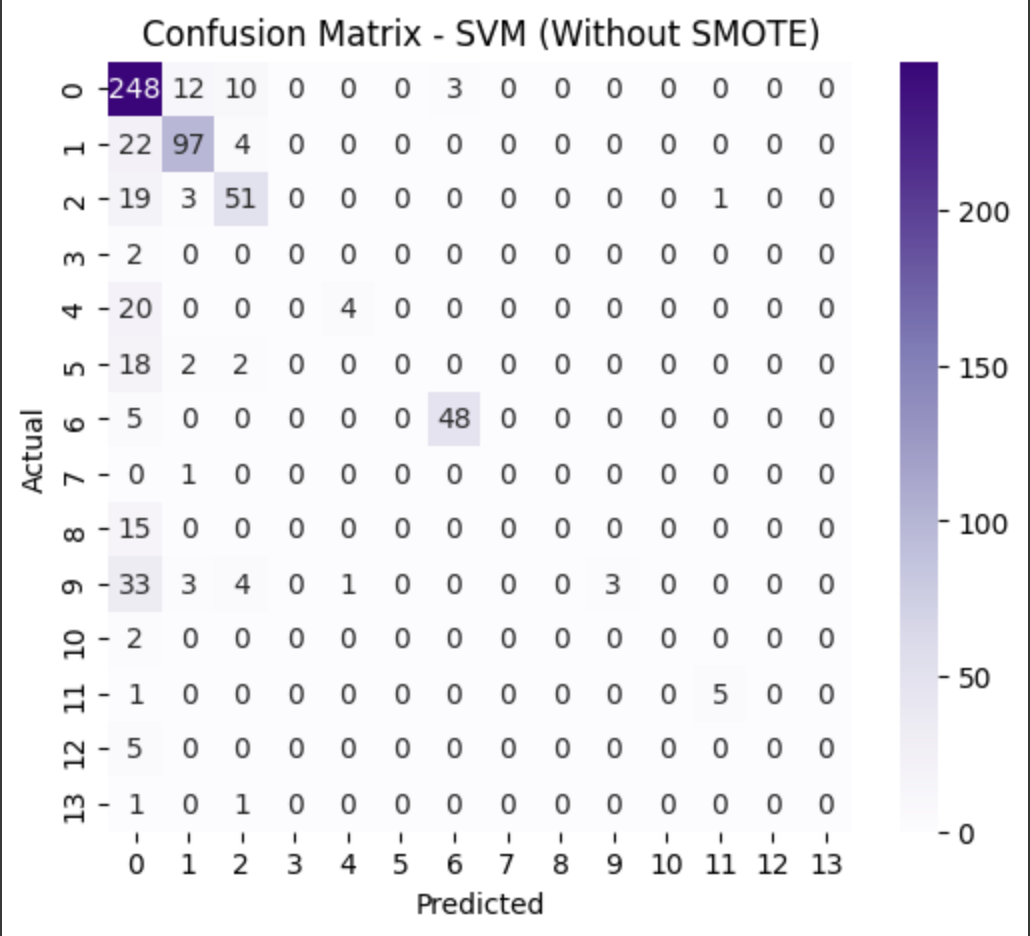 Confusion Matrix - SVM (Without SMOTE)
0 248 12 10 0 0 0 3 0 0 0 0 0 0 0
1 22 97 4 0 0 0 0 0 0 0 0 0 0 0
2 19 3 51 0 0 0 0 0 0 0 0 1 0 0
3 2 0 0 0 0 0 0 0 0 0 0 0 0 0
4 20 0 0 0 4 0 0 0 0 0 0 0 0 0
5 18 2 2 0 0 0 0 0 0 0 0 0 0 0
6 5 0 0 0 0 0 48 0 0 0 0 0 0 0
7 0 1 0 0 0 0 0 0 0 0 0 0 0 0
8 15 0 0 0 0 0 0 0 0 0 0 0 0 0
9 33 3 4 0 1 0 0 0 0 3 0 0 0 0
10 2 0 0 0 0 0 0 0 0 0 0 0 0 0
11 1 0 0 0 0 0 0 0 0 0 0 5 0 0
12 5 0 0 0 0 0 0 0 0 0 0 0 0 0
13 1 0 1 0 0 0 0 0 0 0 0 0 0 0
0 1 2 3 4 5 6 7 8 9 10 11 12 13
Predicted
Actual
200
150
100
50
0